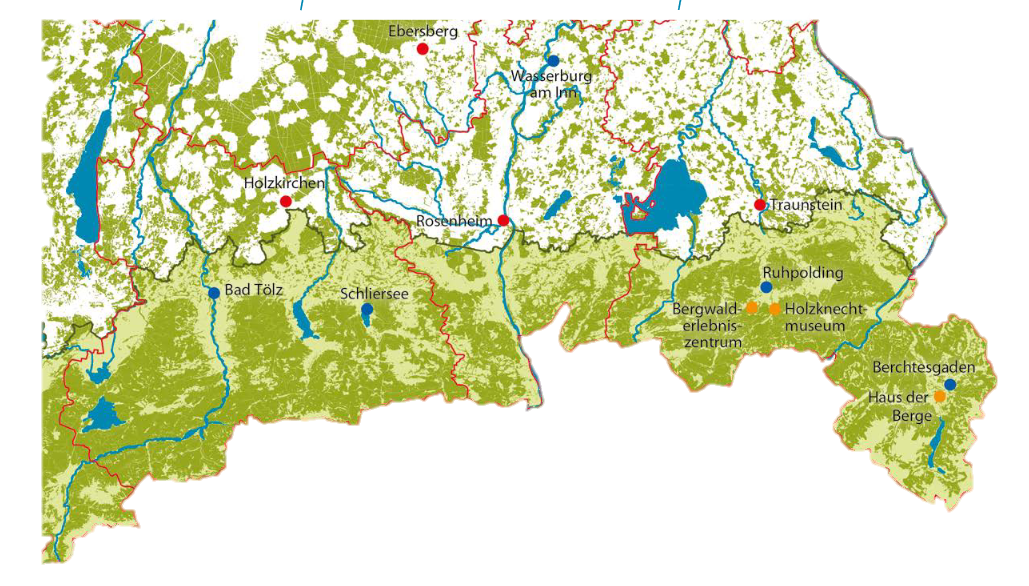 Ebersberg
Wasserburg
am Inn
Holzkirchen
Rosenheim
Traunstein
Bad Tölz
Schliersee
Ruhpolding
Bergwald-
erlebnis-
zentrum
Holzknecht-
museum
Berchtesgaden
Haus der
Berge